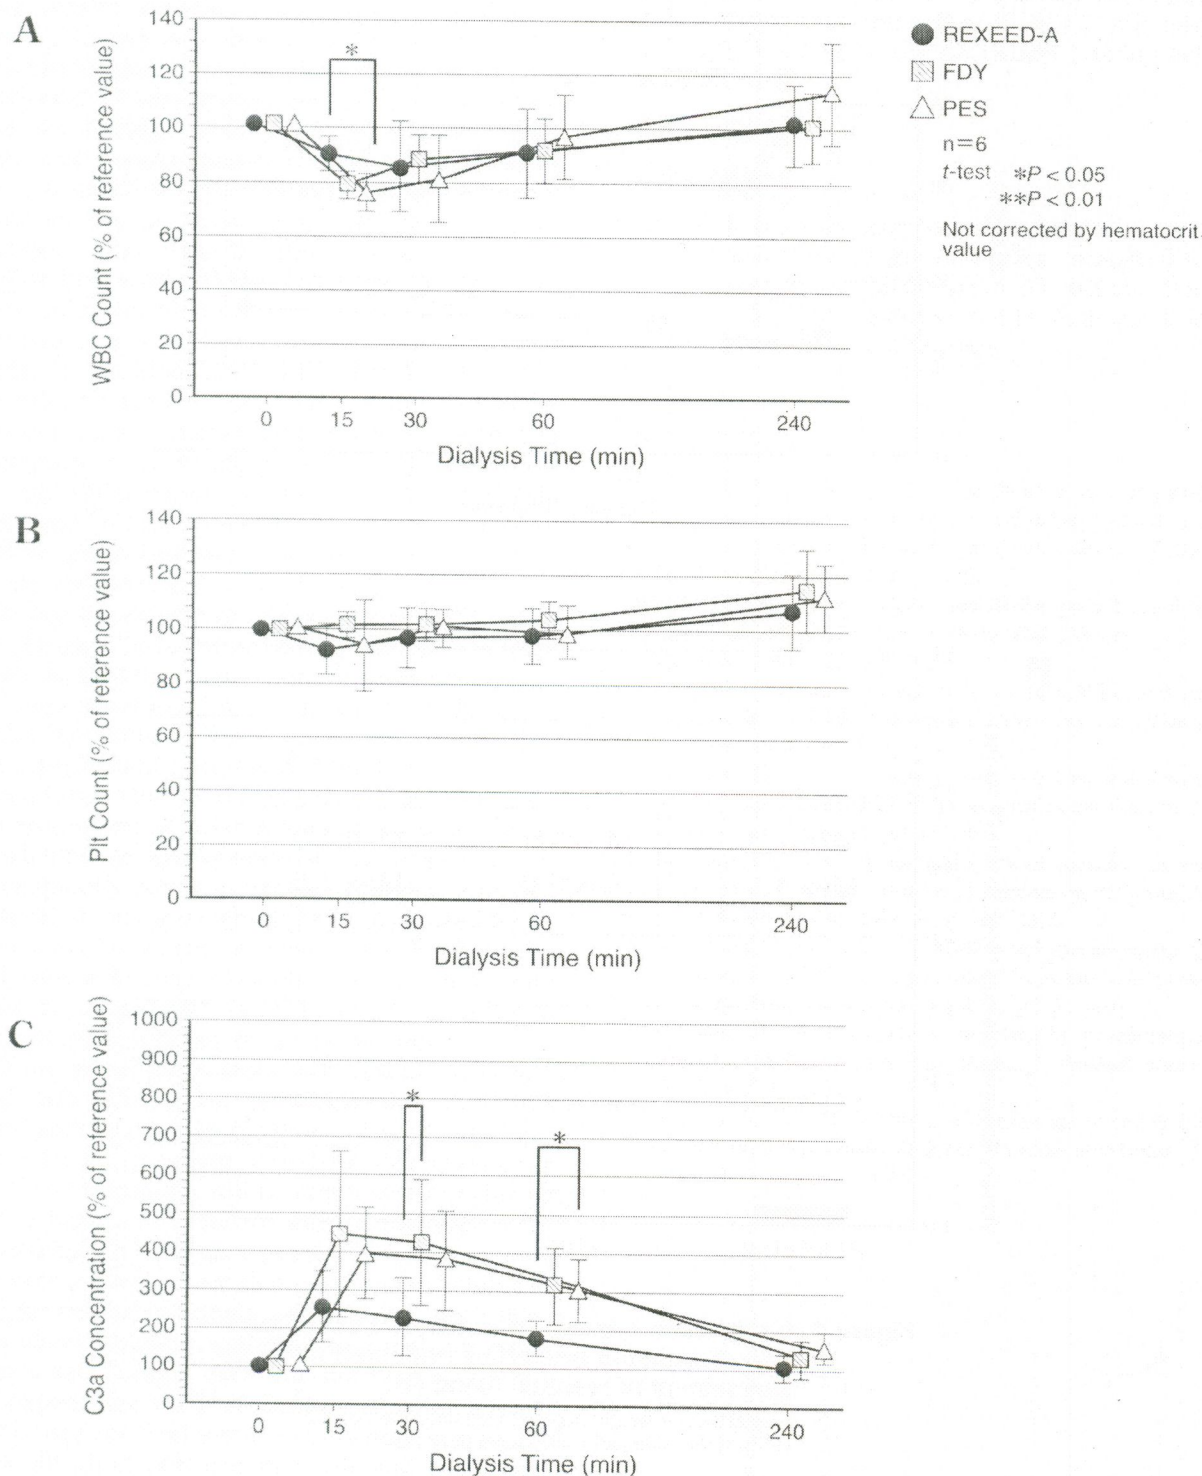 A
WBC Count (% of reference value)
140
120
100
80
60
40
20
0
*
0 15 30 60 240
Dialysis Time (min)
REXEED-A
FDY
PES
n=6
t-test *P < 0.05
**P < 0.01
Not corrected by hematocrit
value
B
Plt Count (% of reference value)
140
120
100
80
60
40
20
0
0 15 30 60 240
Dialysis Time (min)
C
C3a Concentration (% of reference value)
1000
900
800
700
600
500
400
300
200
100
0
*
*
0 15 30 60 240
Dialysis Time (min)